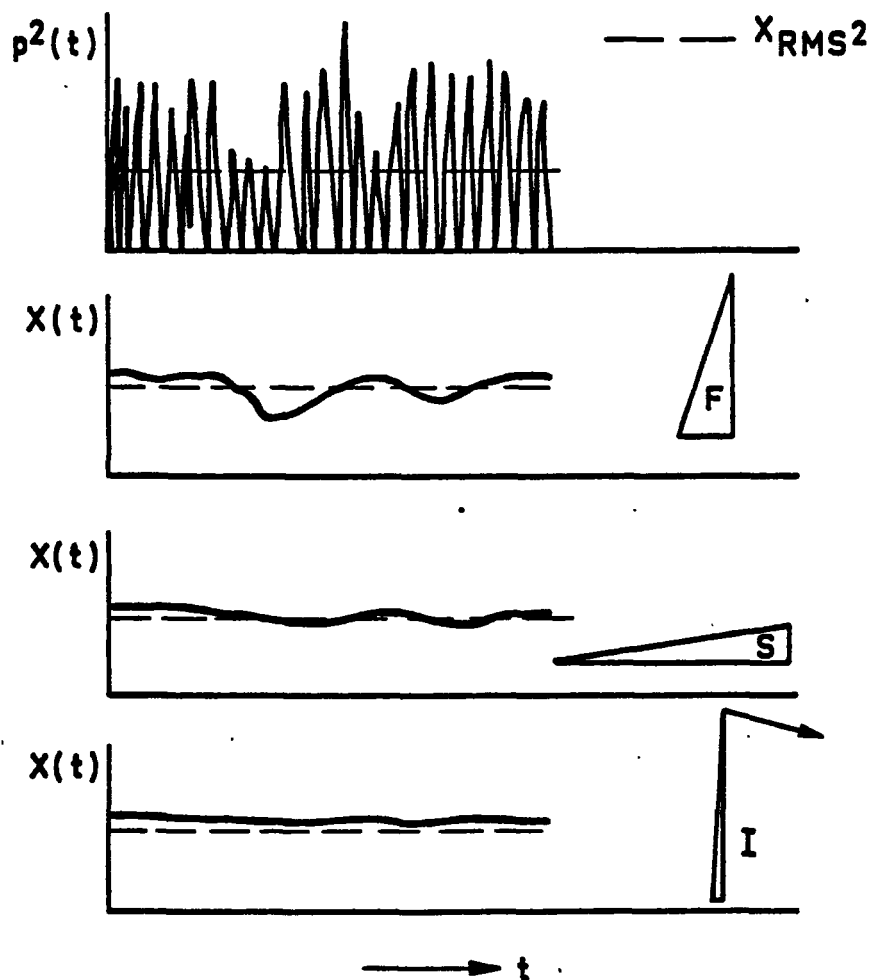 p²(t)
— — X_RMS²
X(t)
F
X(t)
S
X(t)
I
t